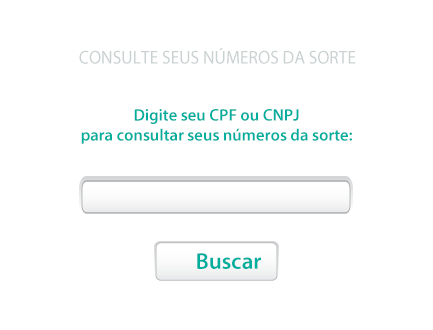 CONSULTE SEUS NÚMEROS DA SORTE
Digite seu CPF ou CNPJ
para consultar seus números da sorte:
Buscar